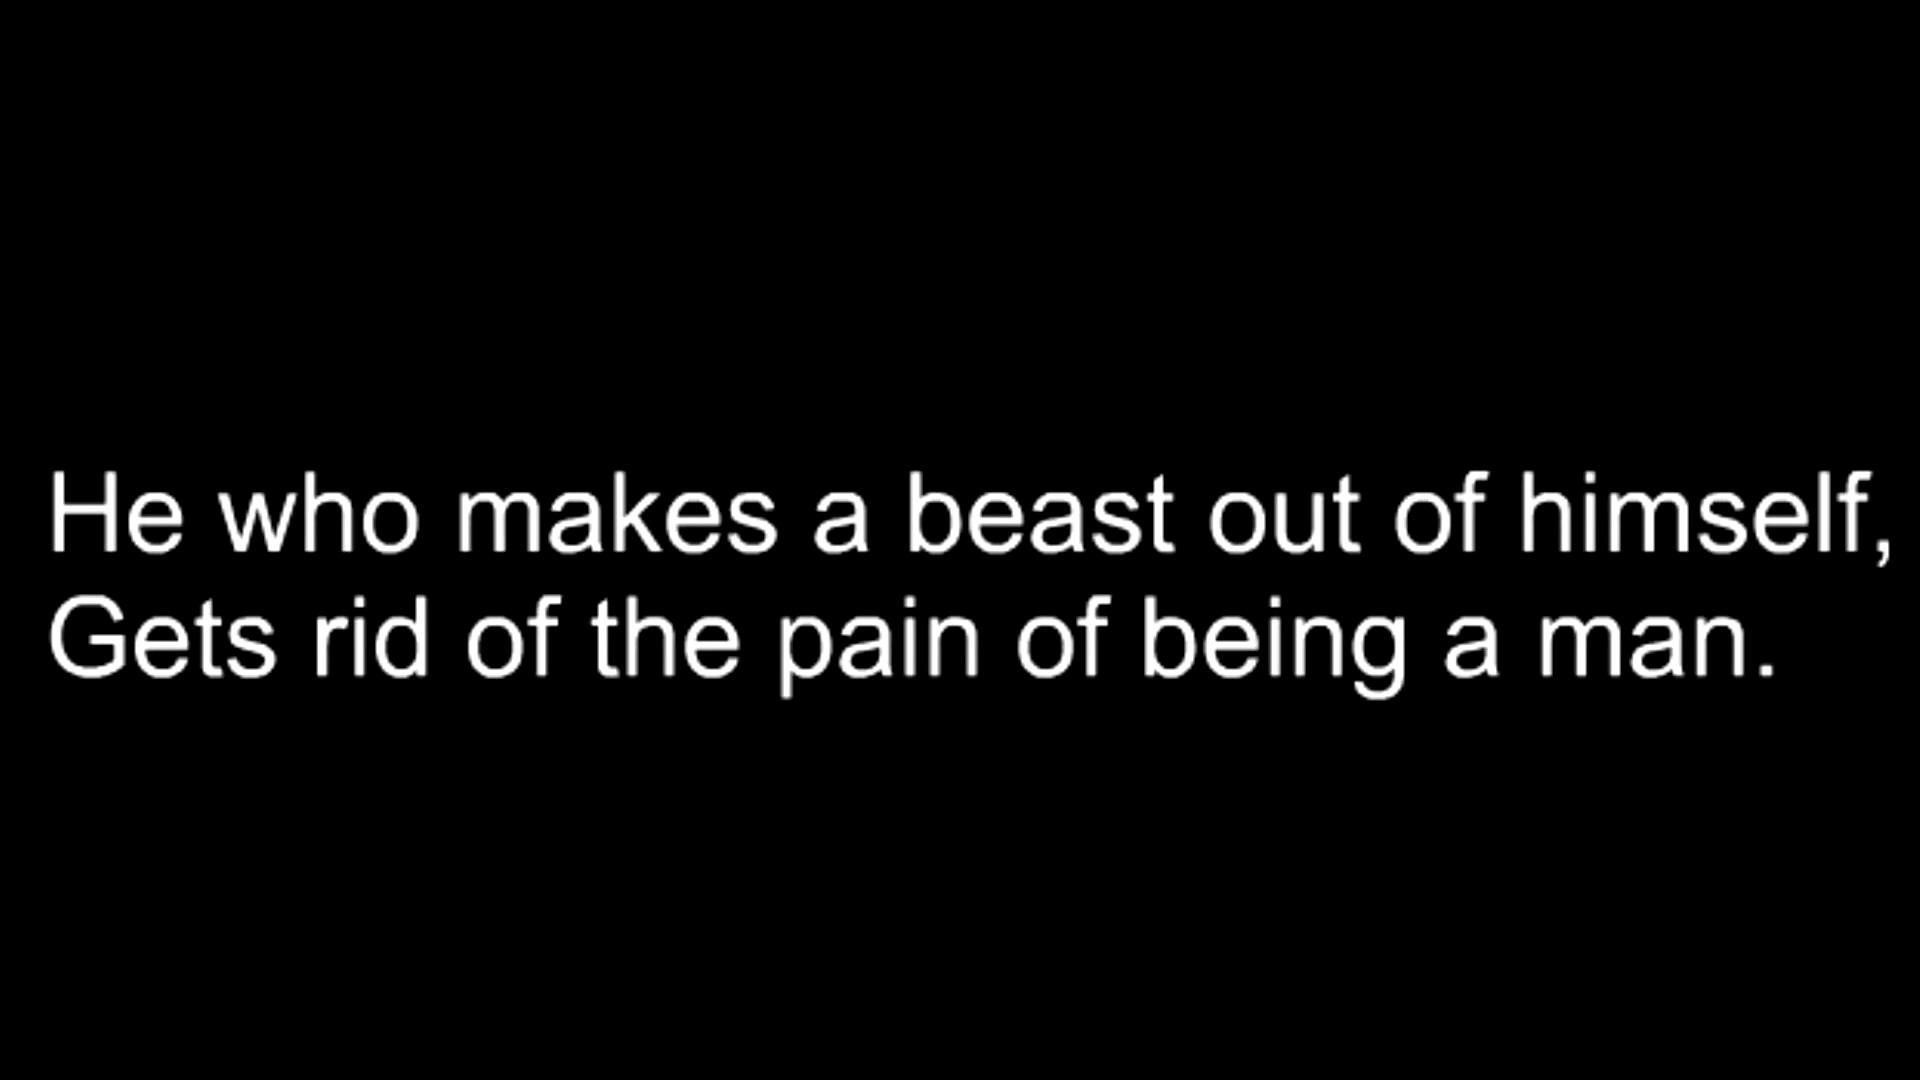 He who makes a beast out of himself,
Gets rid of the pain of being a man.